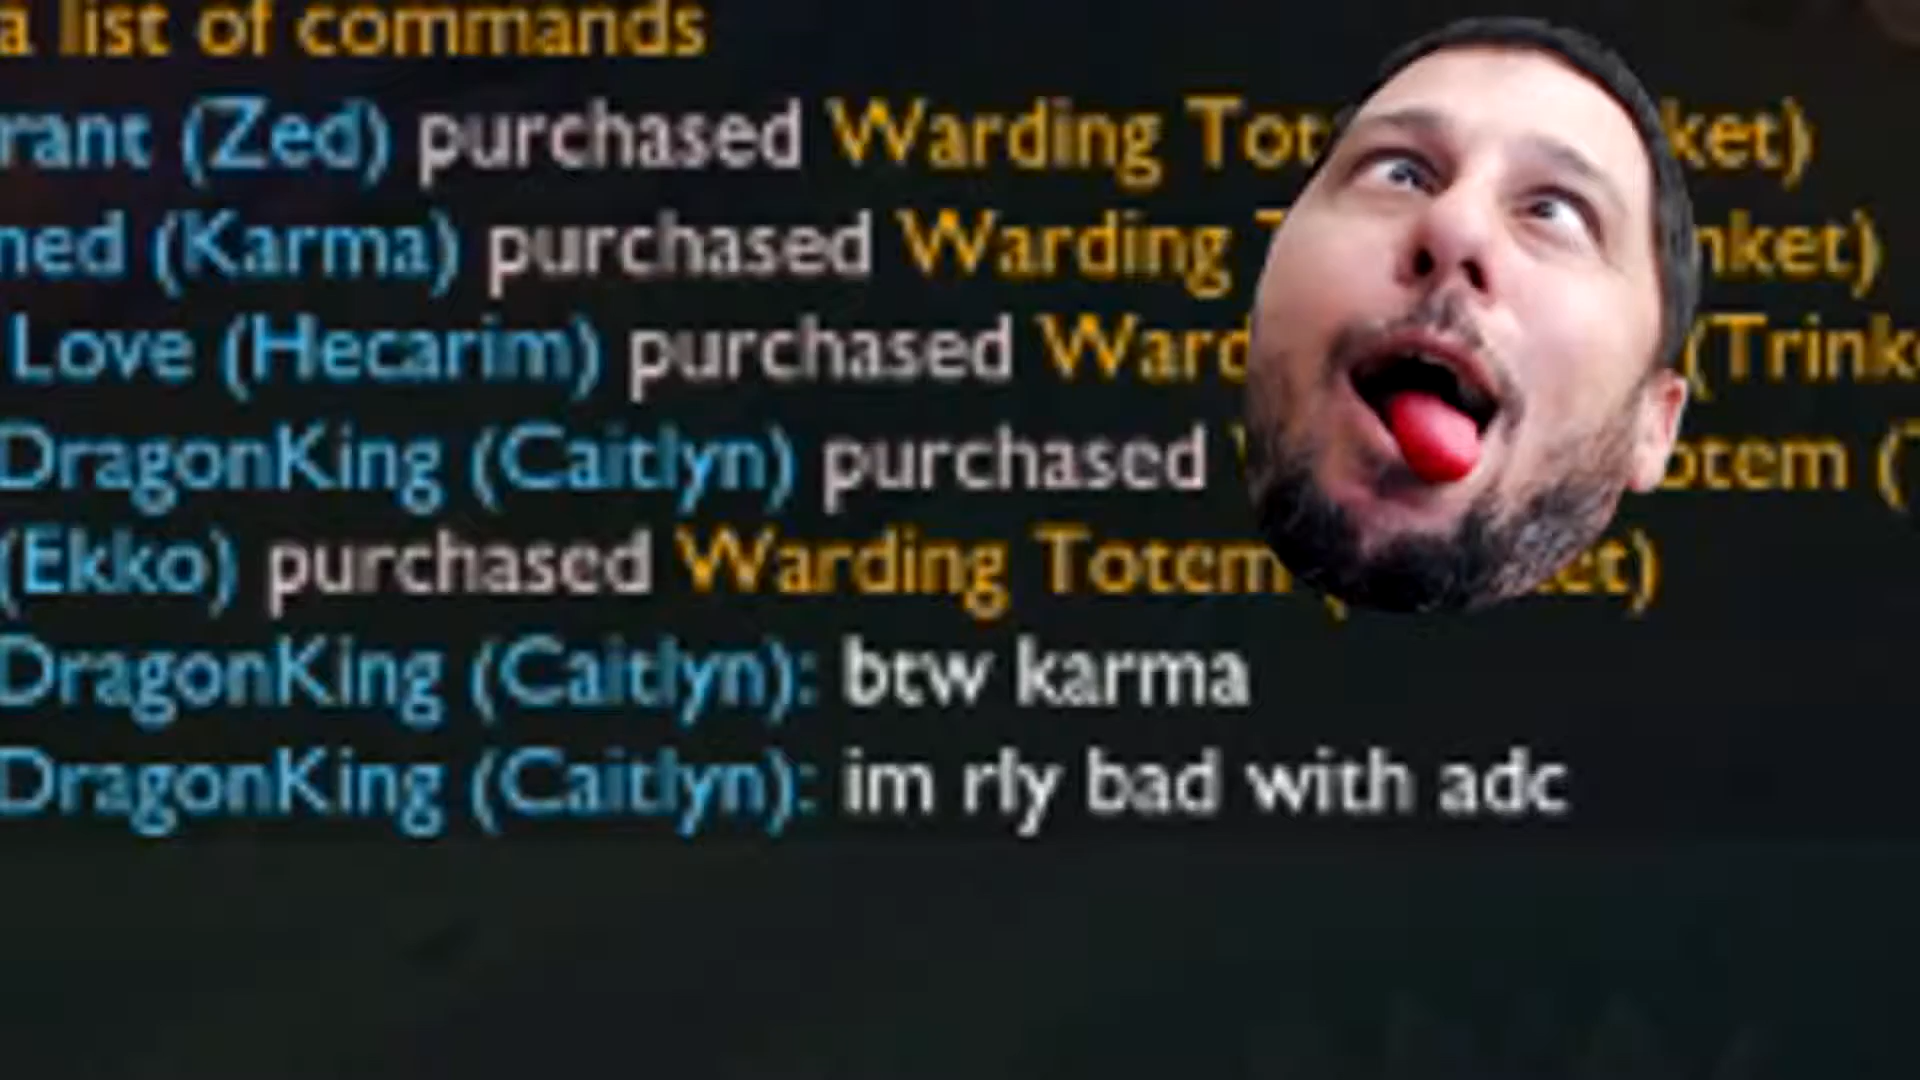 a list of commands
rant (Zed) purchased Warding Tot ket)
ned (Karma) purchased Warding nket)
Love (Hecarim) purchased Ward (Trink
DragonKing (Caitlyn) purchased otem (
(Ekko) purchased Warding Totem et)
DragonKing (Caitlyn): btw karma
DragonKing (Caitlyn): im rly bad with adc